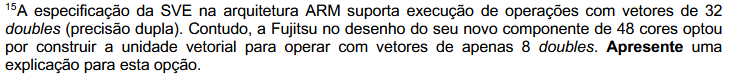 15A especificação da SVE na arquitetura ARM suporta execução de operações com vetores de 32
doubles (precisão dupla). Contudo, a Fujitsu no desenho do seu novo componente de 48 cores optou
por construir a unidade vetorial para operar com vetores de apenas 8 doubles. Apresente uma
explicação para esta opção.